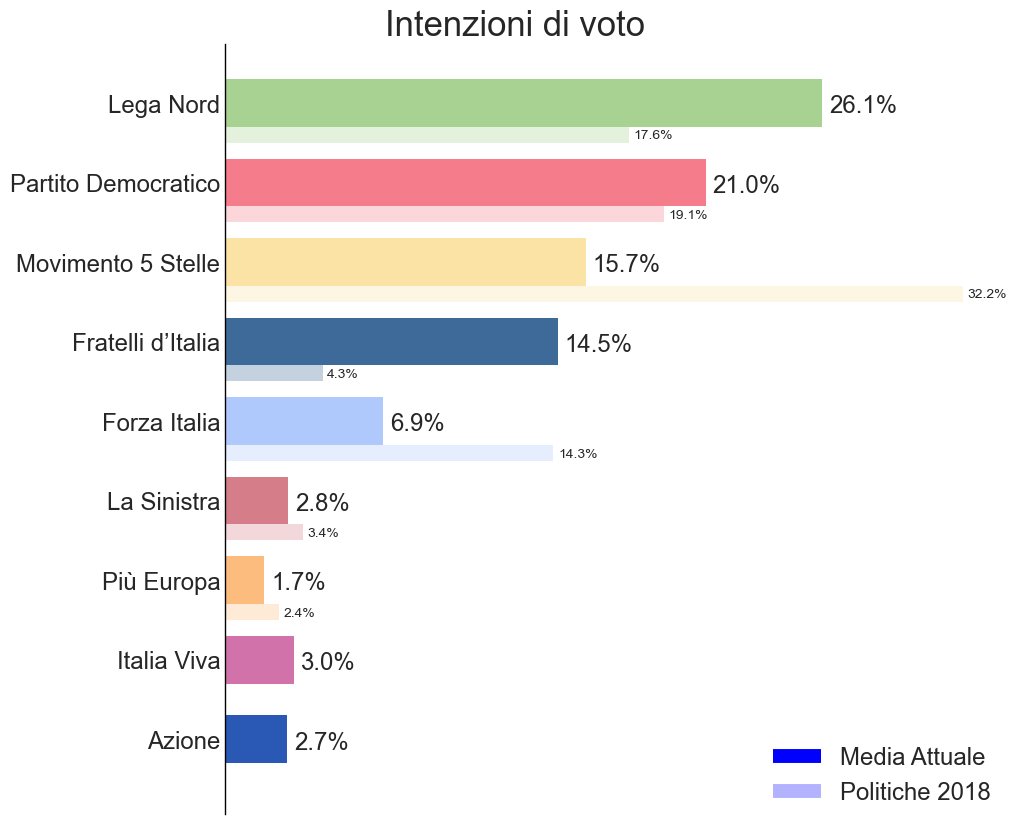 Intenzioni di voto
Lega Nord 26.1%
17.6%
Partito Democratico 21.0%
19.1%
Movimento 5 Stelle 15.7%
32.2%
Fratelli d’Italia 14.5%
4.3%
Forza Italia 6.9%
14.3%
La Sinistra 2.8%
3.4%
Più Europa 1.7%
2.4%
Italia Viva 3.0%
Azione 2.7%
Media Attuale
Politiche 2018